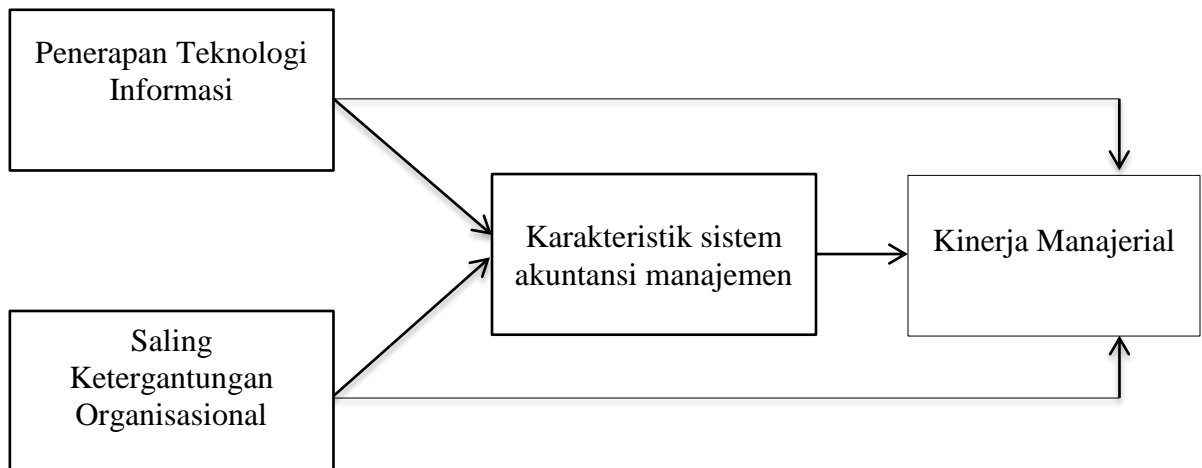 Penerapan Teknologi
Informasi
Karakteristik sistem
akuntansi manajemen
Kinerja Manajerial
Saling
Ketergantungan
Organisasional